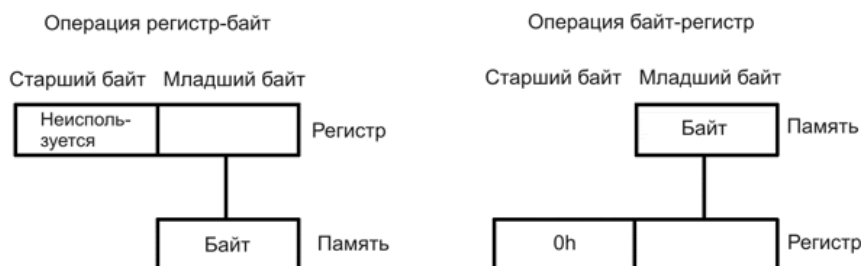 Операция регистр-байт
Старший байт Младший байт
Неисполь-
зуется
Регистр
Байт
Память
Операция байт-регистр
Старший байт Младший байт
Байт
Память
0h
Регистр